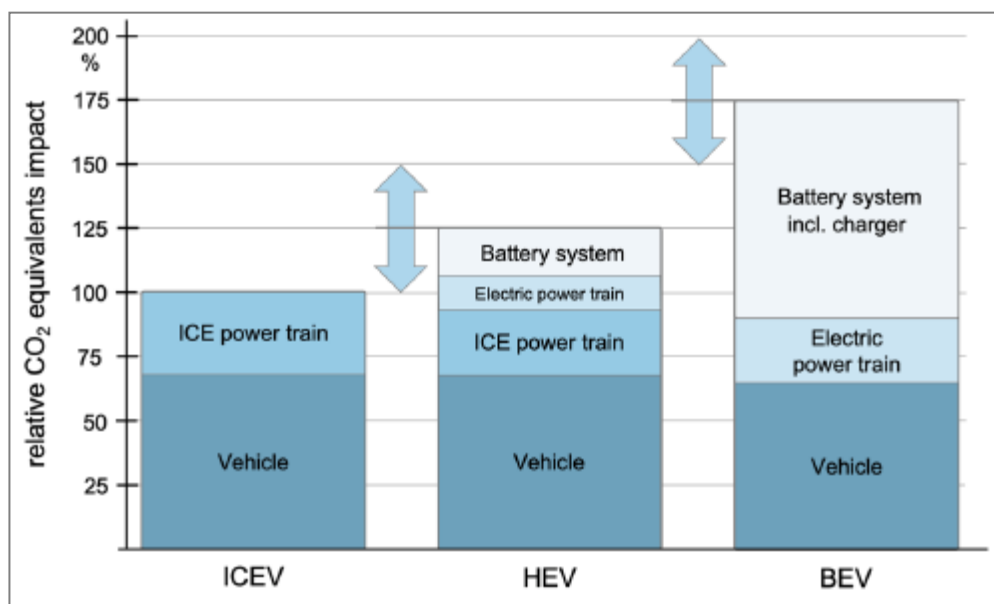 relative CO₂ equivalents impact
200
%
175
150
125
100
75
50
25
ICE power train
Vehicle
Battery system
Electric power train
ICE power train
Vehicle
Battery system
incl. charger
Electric
power train
Vehicle
ICEV
HEV
BEV